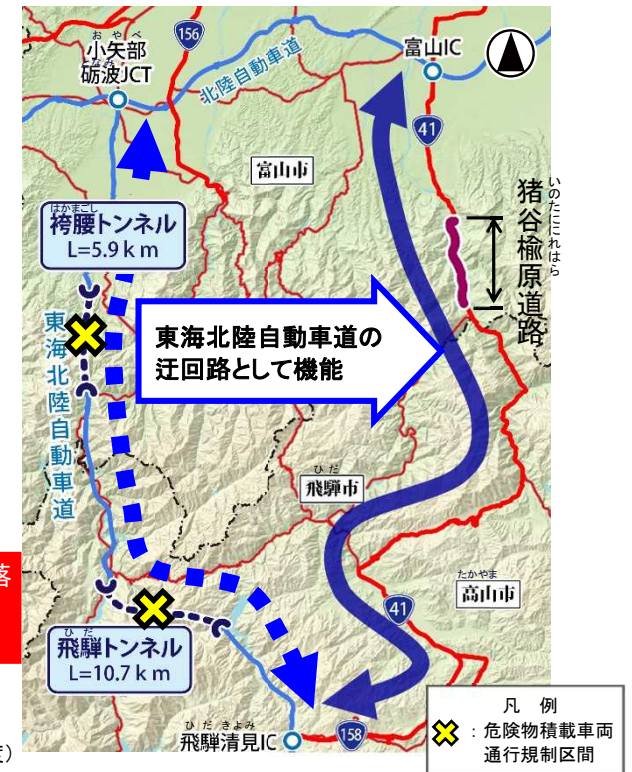 おやべ
小矢部
となみ
砺波JCT
156
北陸自動車道
富山IC
41
富山市
はかまごし
袴腰トンネル
L=5.9km
いのたににれはら
猪谷楡原道路
東海北陸自動車道の
迂回路として機能
東海北陸自動車道
ひだ
飛騨市
落
たかやま
高山市
41
ひだ
飛騨トンネル
L=10.7km
ひだきよみ
飛騨清見IC
158
凡 例
:危険物積載車両
通行規制区間
度)